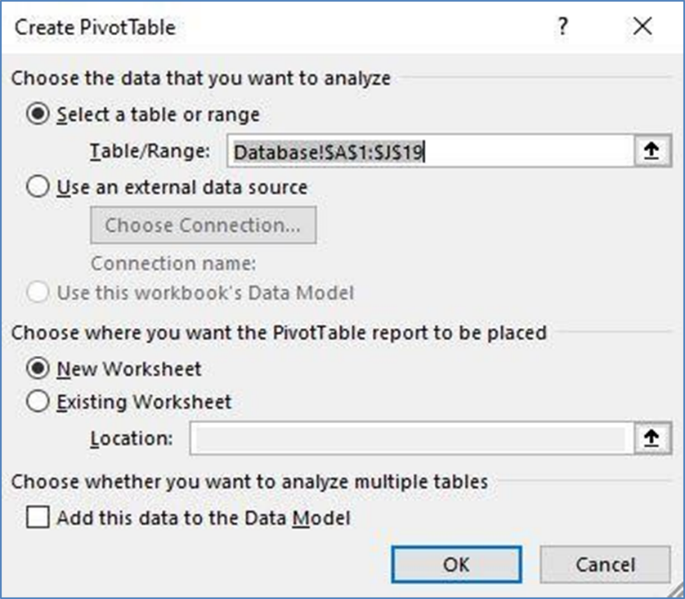 Create PivotTable ?
Choose the data that you want to analyze
Select a table or range
Table/Range: Database!$A$1:$J$19
Use an external data source
Choose Connection...
Connection name:
Use this workbook's Data Model
Choose where you want the PivotTable report to be placed
New Worksheet
Existing Worksheet
Location:
Choose whether you want to analyze multiple tables
Add this data to the Data Model
OK Cancel